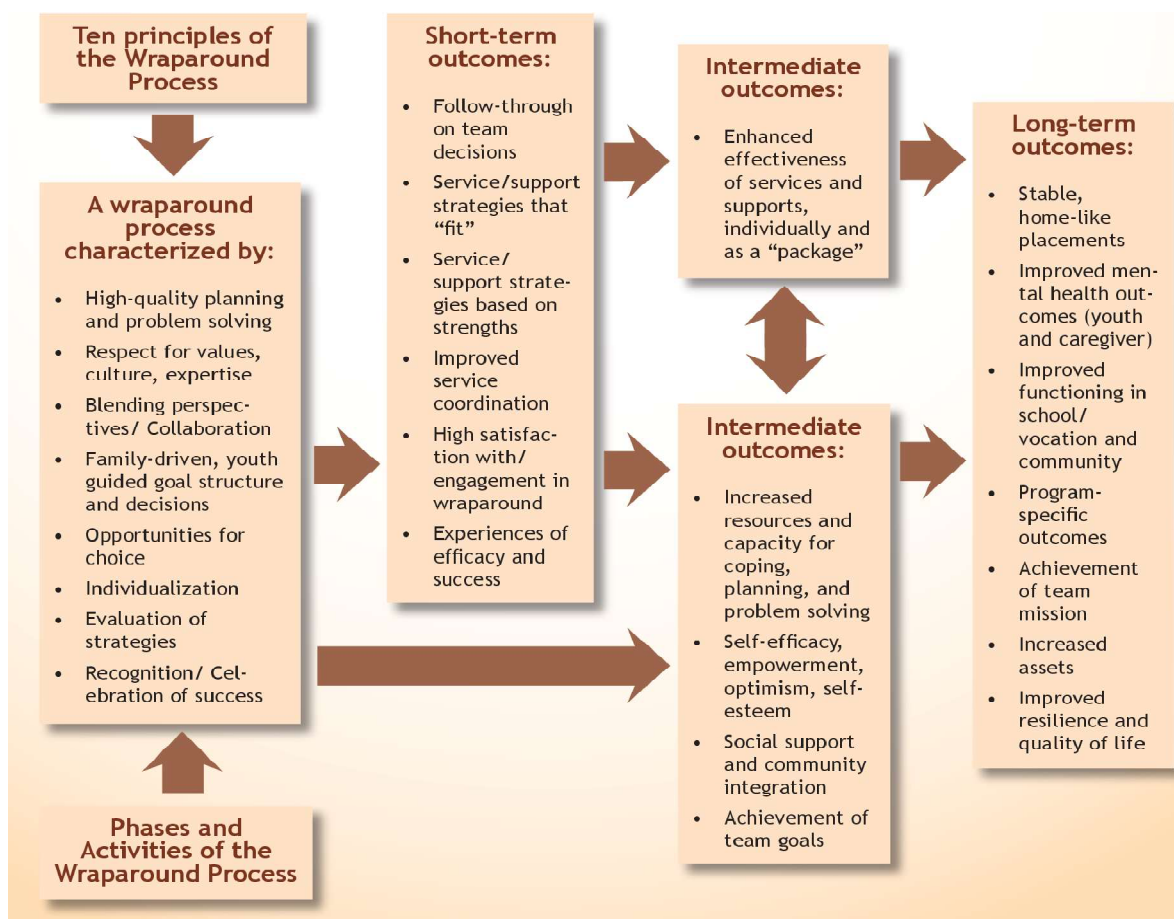 Ten principles of
the Wraparound
Process
A wraparound
process
characterized by:
• High-quality planning
and problem solving
• Respect for values,
culture, expertise
• Blending perspec-
tives/ Collaboration
• Family-driven, youth
guided goal structure
and decisions
• Opportunities for
choice
• Individualization
• Evaluation of
strategies
• Recognition/ Cel-
ebration of success
Phases and
Activities of the
Wraparound Process
Short-term
outcomes:
• Follow-through
on team
decisions
• Service/support
strategies that
“fit”
• Service/
support strate-
gies based on
strengths
• Improved
service
coordination
• High satisfac-
tion with/
engagement in
wraparound
• Experiences of
efficacy and
success
Intermediate
outcomes:
• Enhanced
effectiveness
of services and
supports,
individually and
as a “package”
Intermediate
outcomes:
• Increased
resources and
capacity for
coping,
planning, and
problem solving
• Self-efficacy,
empowerment,
optimism, self-
esteem
• Social support
and community
integration
• Achievement of
team goals
Long-term
outcomes:
• Stable,
home-like
placements
• Improved men-
tal health out-
comes (youth
and caregiver)
• Improved
functioning in
school/
vocation and
community
• Program-
specific
outcomes
• Achievement
of team
mission
• Increased
assets
• Improved
resilience and
quality of life